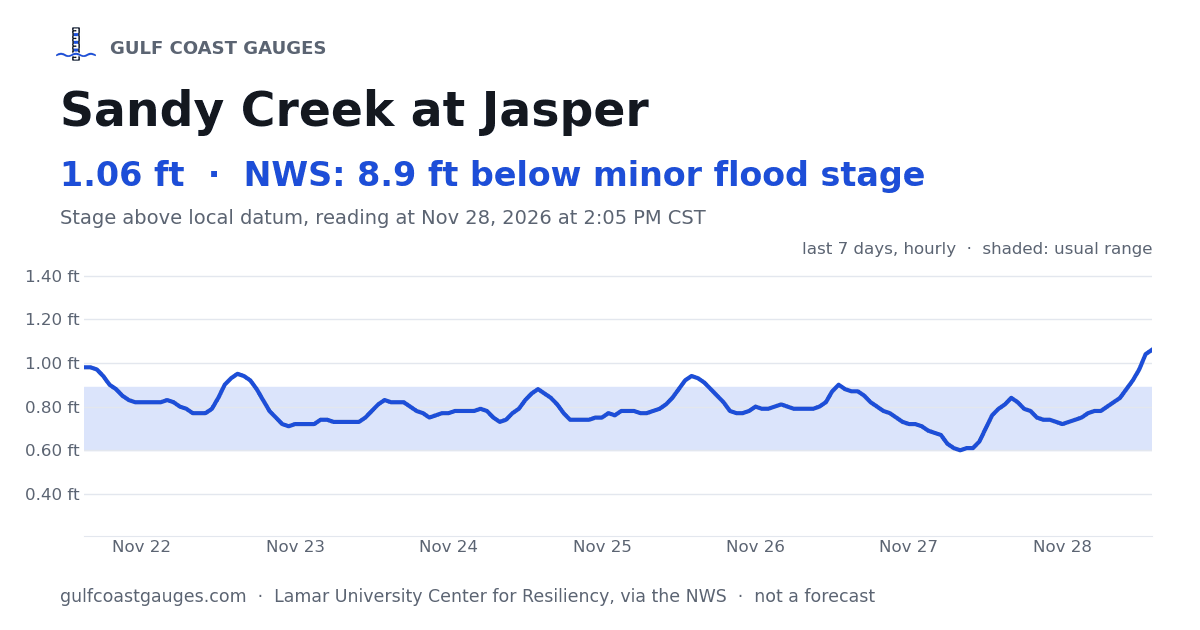 GULF COAST GAUGES
Sandy Creek at Jasper
1.06 ft · NWS: 8.9 ft below minor flood stage
Stage above local datum, reading at Nov 28, 2026 at 2:05 PM CST
last 7 days, hourly · shaded: usual range
1.40 ft
1.20 ft
1.00 ft
0.80 ft
0.60 ft
0.40 ft
Nov 22 Nov 23 Nov 24 Nov 25 Nov 26 Nov 27 Nov 28
gulfcoastgauges.com · Lamar University Center for Resiliency, via the NWS · not a forecast